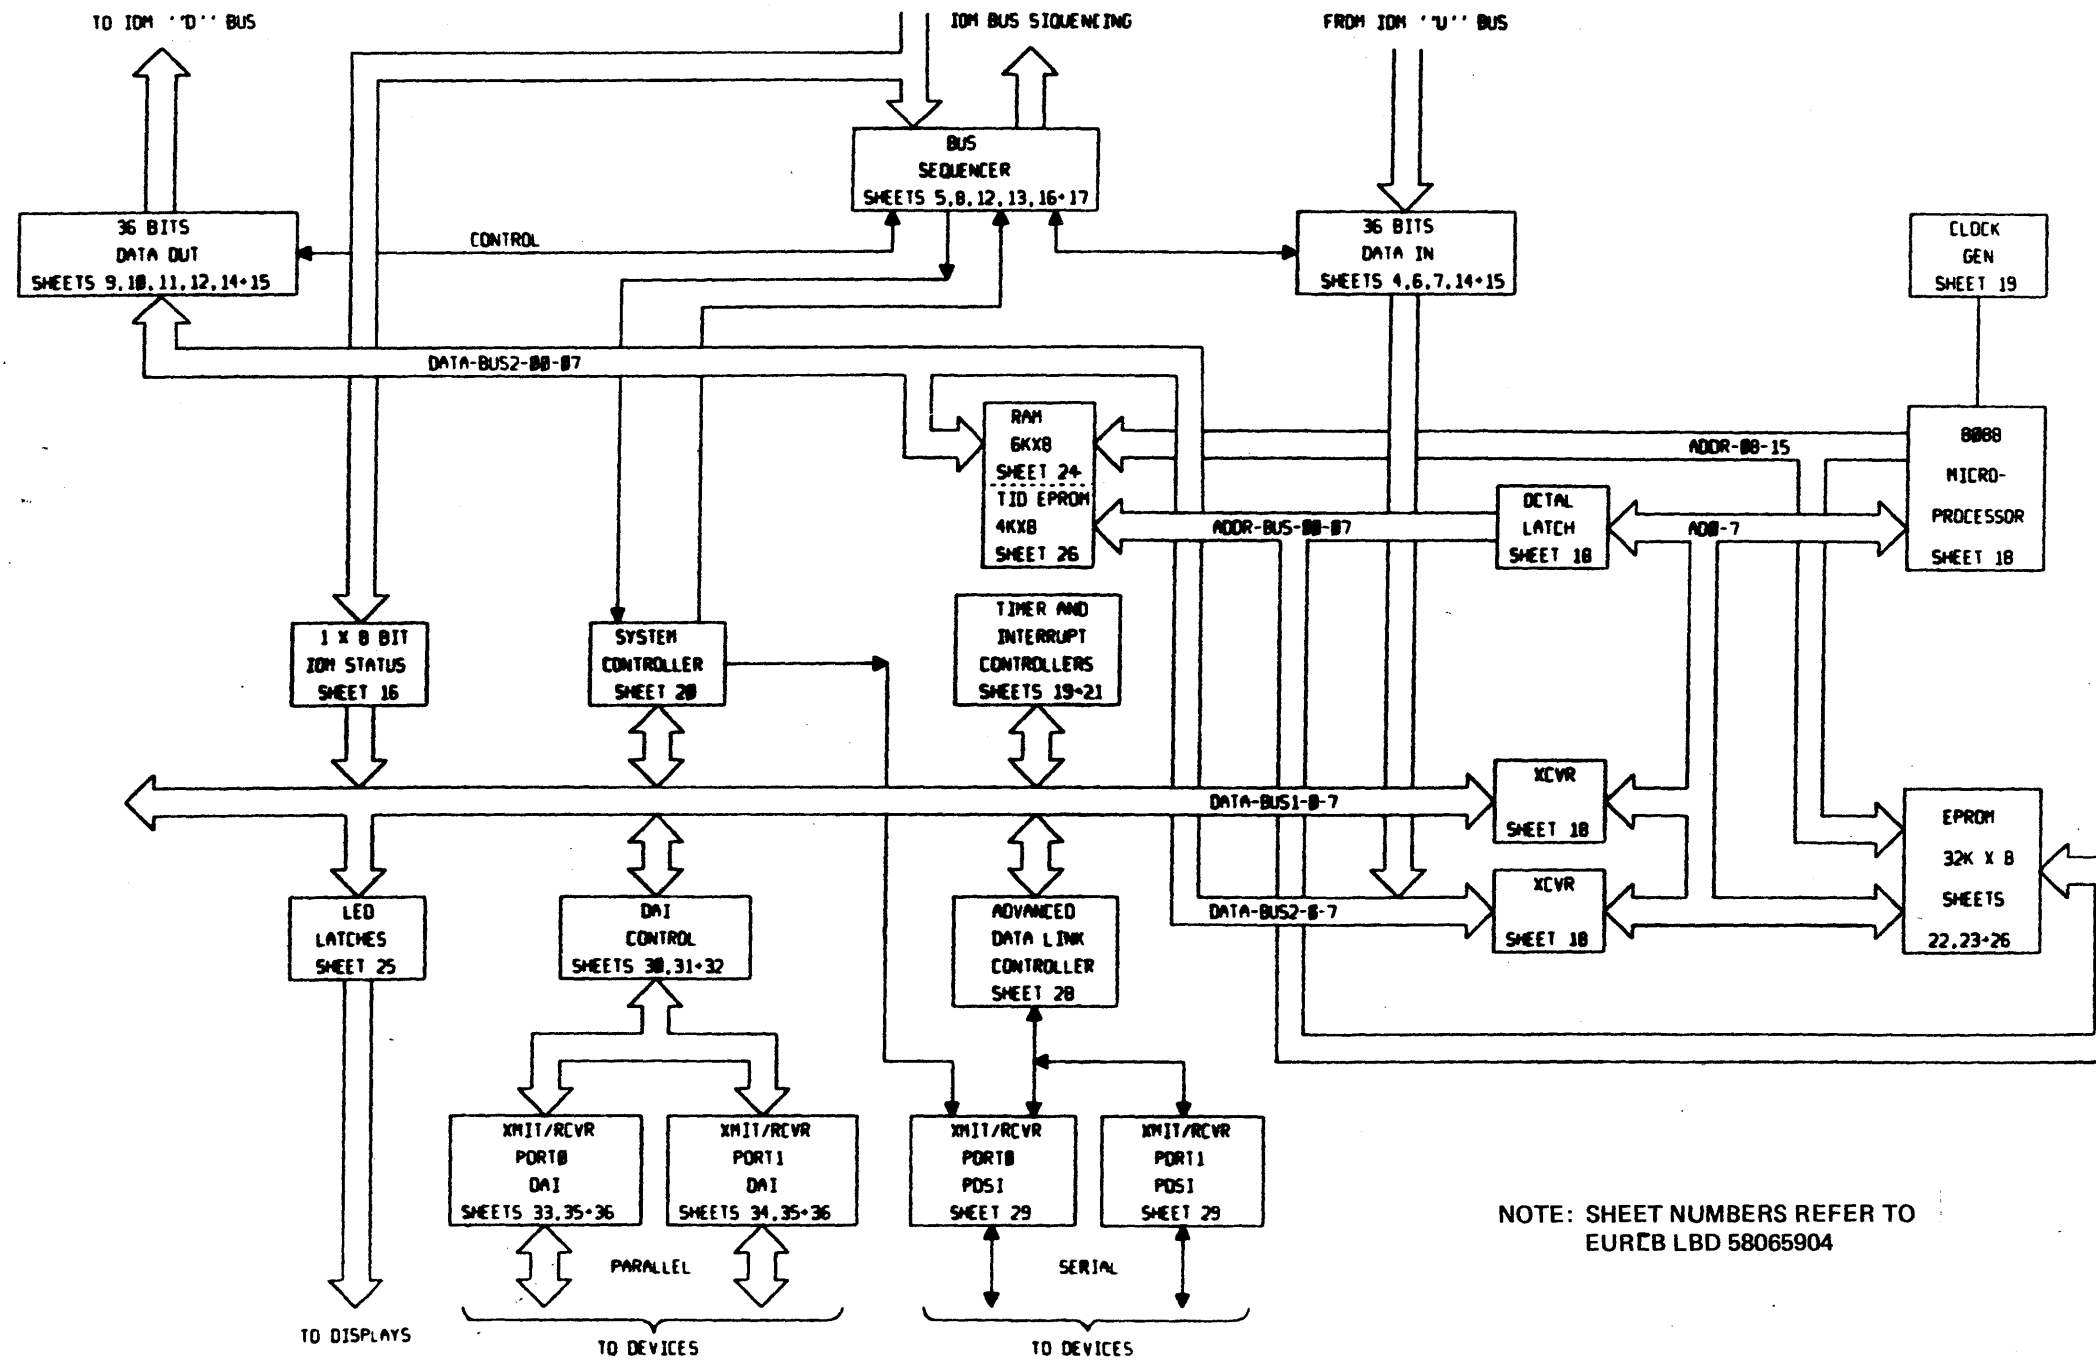 TO IOM ''D'' BUS
IOM BUS SIQUENCING
FROM IOM ''U'' BUS
BUS
SEQUENCER
SHEETS 5,8,12,13,16+17
36 BITS
DATA OUT
SHEETS 9,10,11,12,14+15
CONTROL
36 BITS
DATA IN
SHEETS 4,6,7,14+15
CLOCK
GEN
SHEET 19
DATA-BUS2-00-07
RAM
6KX8
SHEET 24
TID EPROM
4KX8
SHEET 26
ADDR-08-15
8088
MICRO-
PROCESSOR
SHEET 18
ADDR-BUS-00-07
OCTAL
LATCH
SHEET 18
AD0-7
1 X 8 BIT
IOM STATUS
SHEET 16
SYSTEM
CONTROLLER
SHEET 20
TIMER AND
INTERRUPT
CONTROLLERS
SHEETS 19+21
DATA-BUS1-0-7
XCVR
SHEET 18
EPROM
32K X 8
SHEETS
22,23+26
DATA-BUS2-0-7
XCVR
SHEET 18
LED
LATCHES
SHEET 25
DAI
CONTROL
SHEETS 30,31+32
ADVANCED
DATA LINK
CONTROLLER
SHEET 28
XMIT/RCVR
PORT0
DAI
SHEETS 33,35+36
XMIT/RCVR
PORT1
DAI
SHEETS 34,35+36
XMIT/RCVR
PORT0
PDSI
SHEET 29
XMIT/RCVR
PORT1
PDSI
SHEET 29
NOTE: SHEET NUMBERS REFER TO
EUREB LBD 58065904
PARALLEL
SERIAL
TO DISPLAYS
TO DEVICES
TO DEVICES